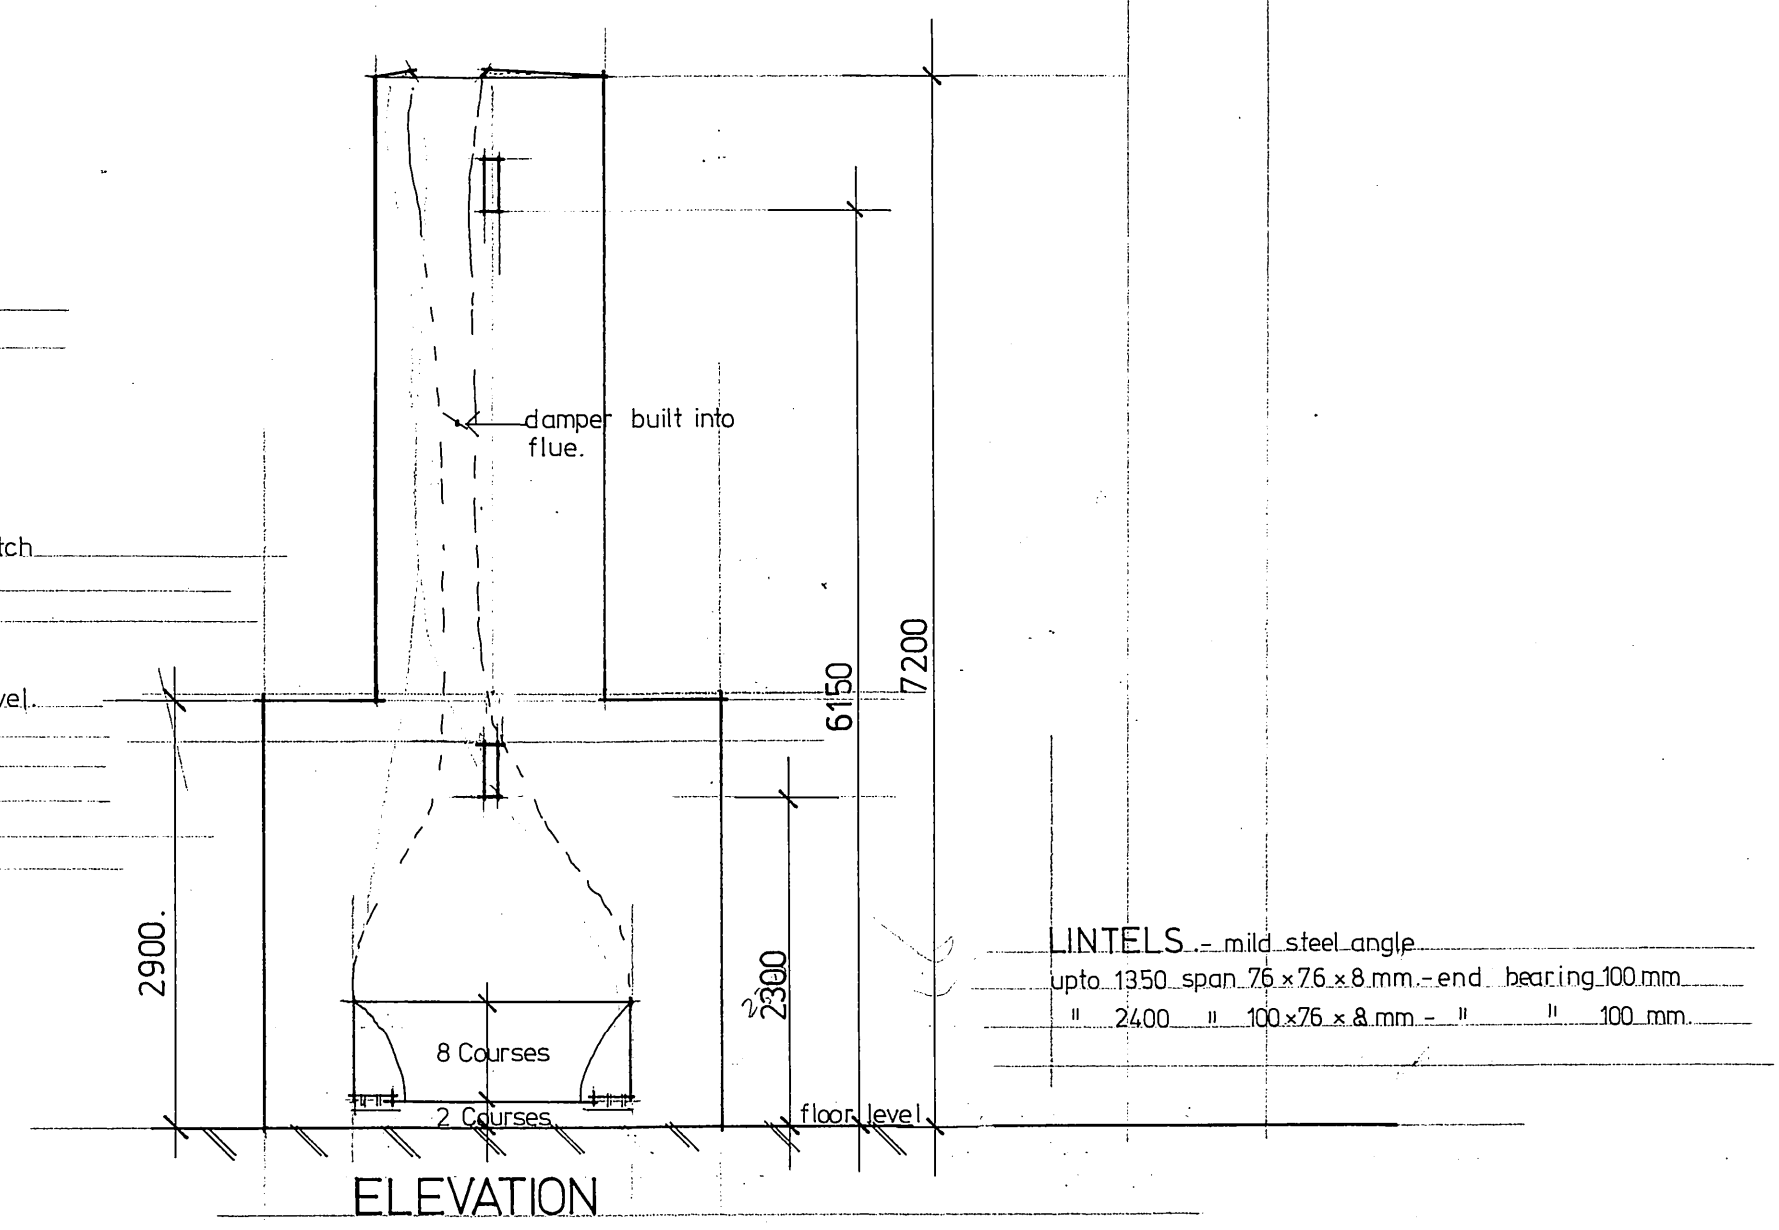 damper built into
flue.
tch
vel.
7200
6150
2900.
2300
LINTELS.- mild steel angle
upto 1350 span 76 x 76 x 8 mm.- end bearing 100 mm
" 2400 " 100 x 76 x 8 mm - " " 100 mm.
8 Courses
2 Courses
floor level
ELEVATION